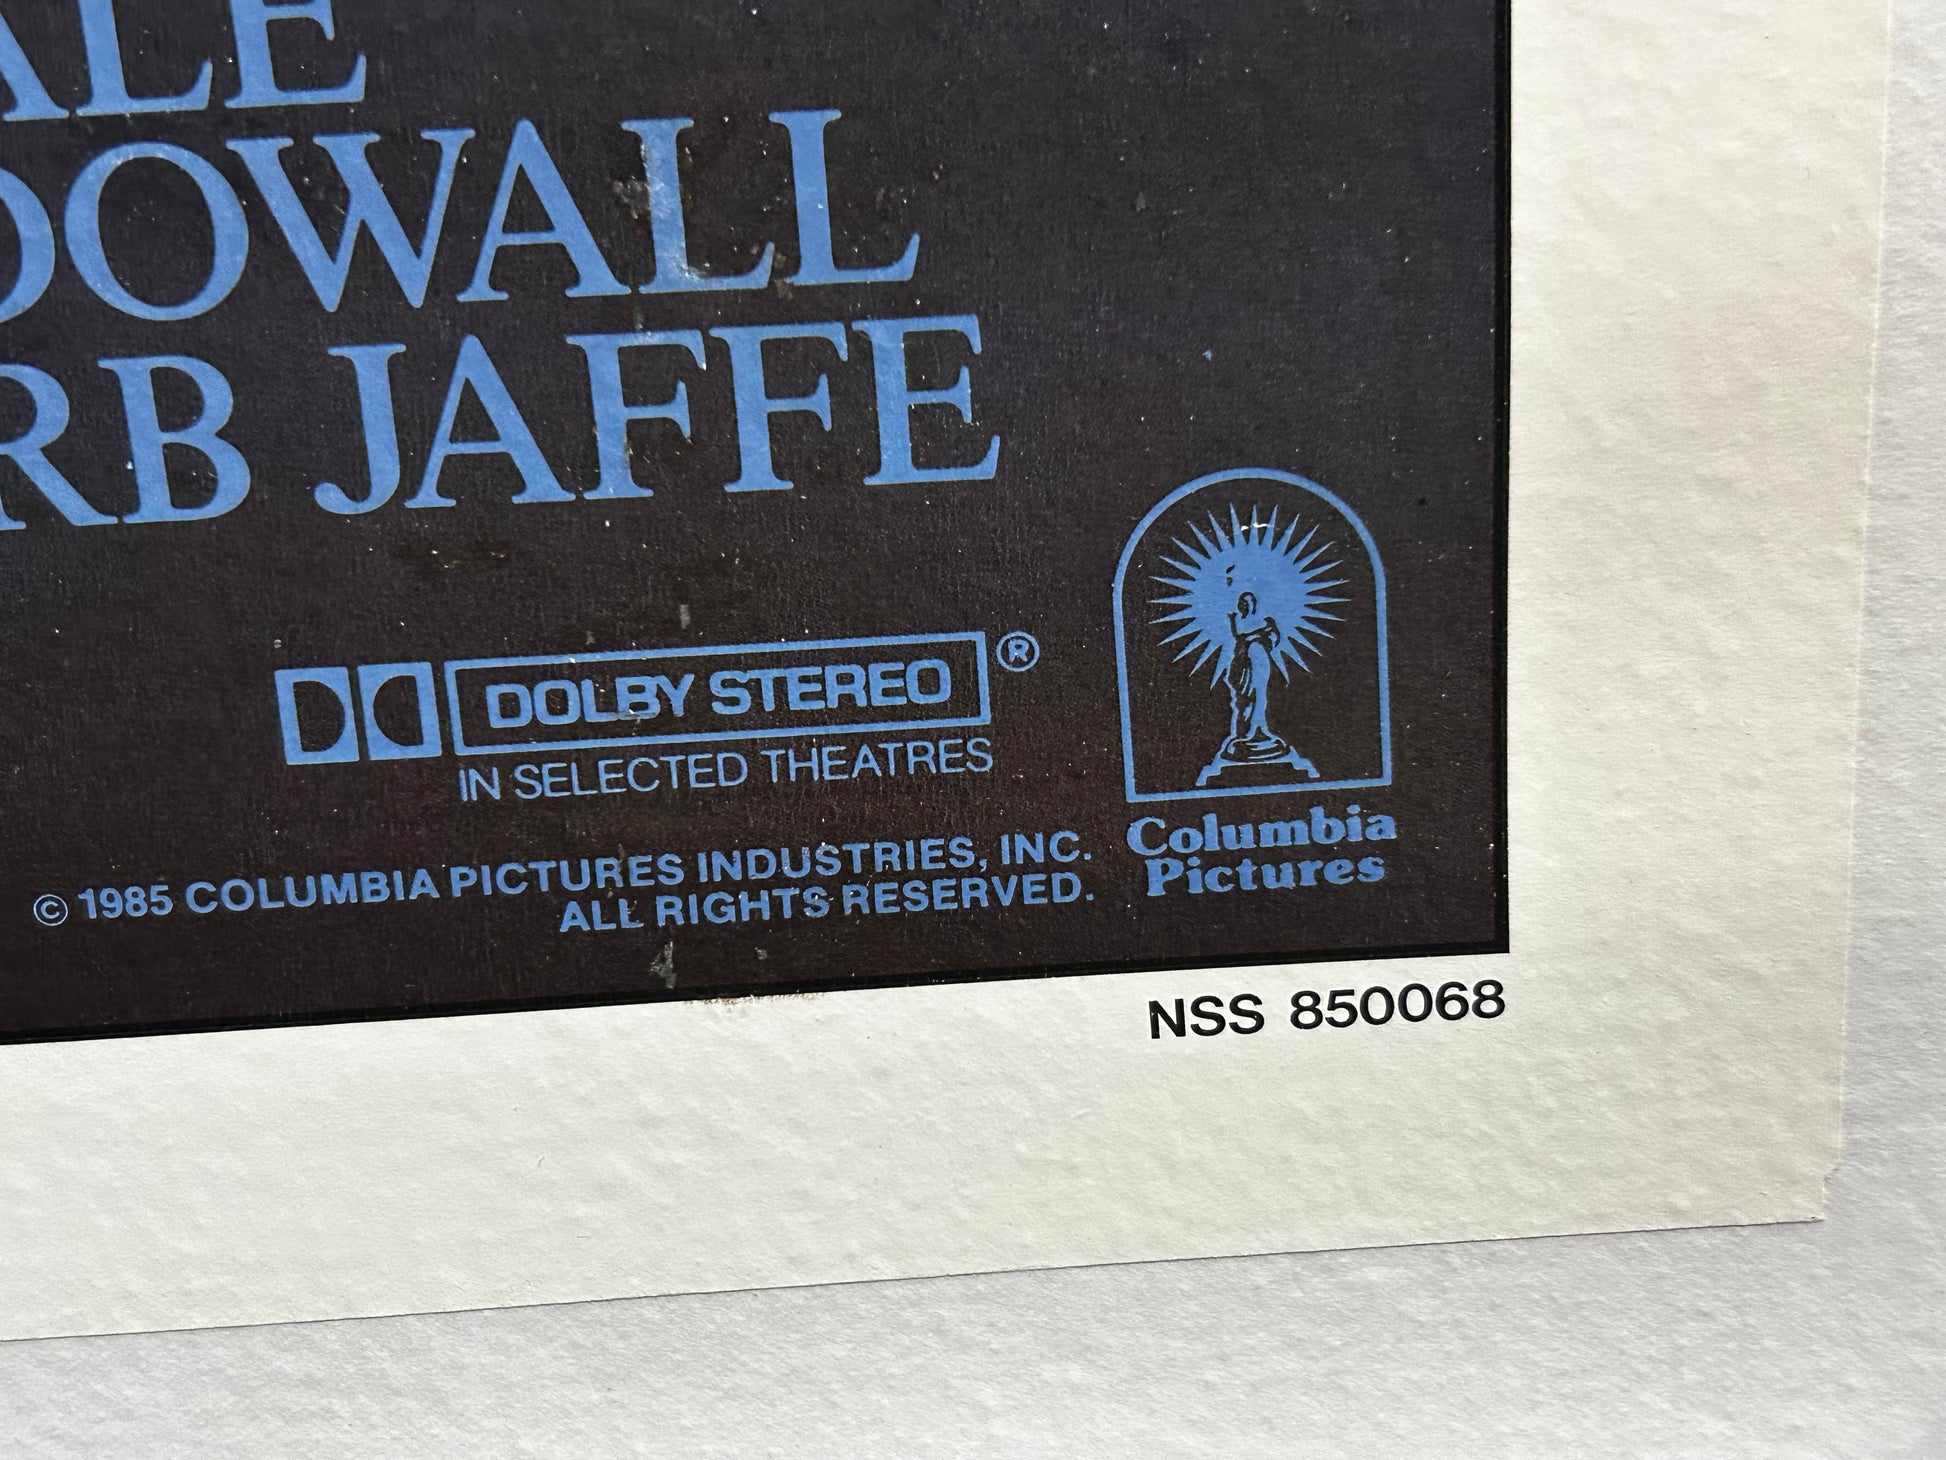 ALE
DOWALL
RB JAFFE
DOLBY STEREO ®
IN SELECTED THEATRES
© 1985 COLUMBIA PICTURES INDUSTRIES, INC.
ALL RIGHTS RESERVED.
Columbia
Pictures
NSS 850068